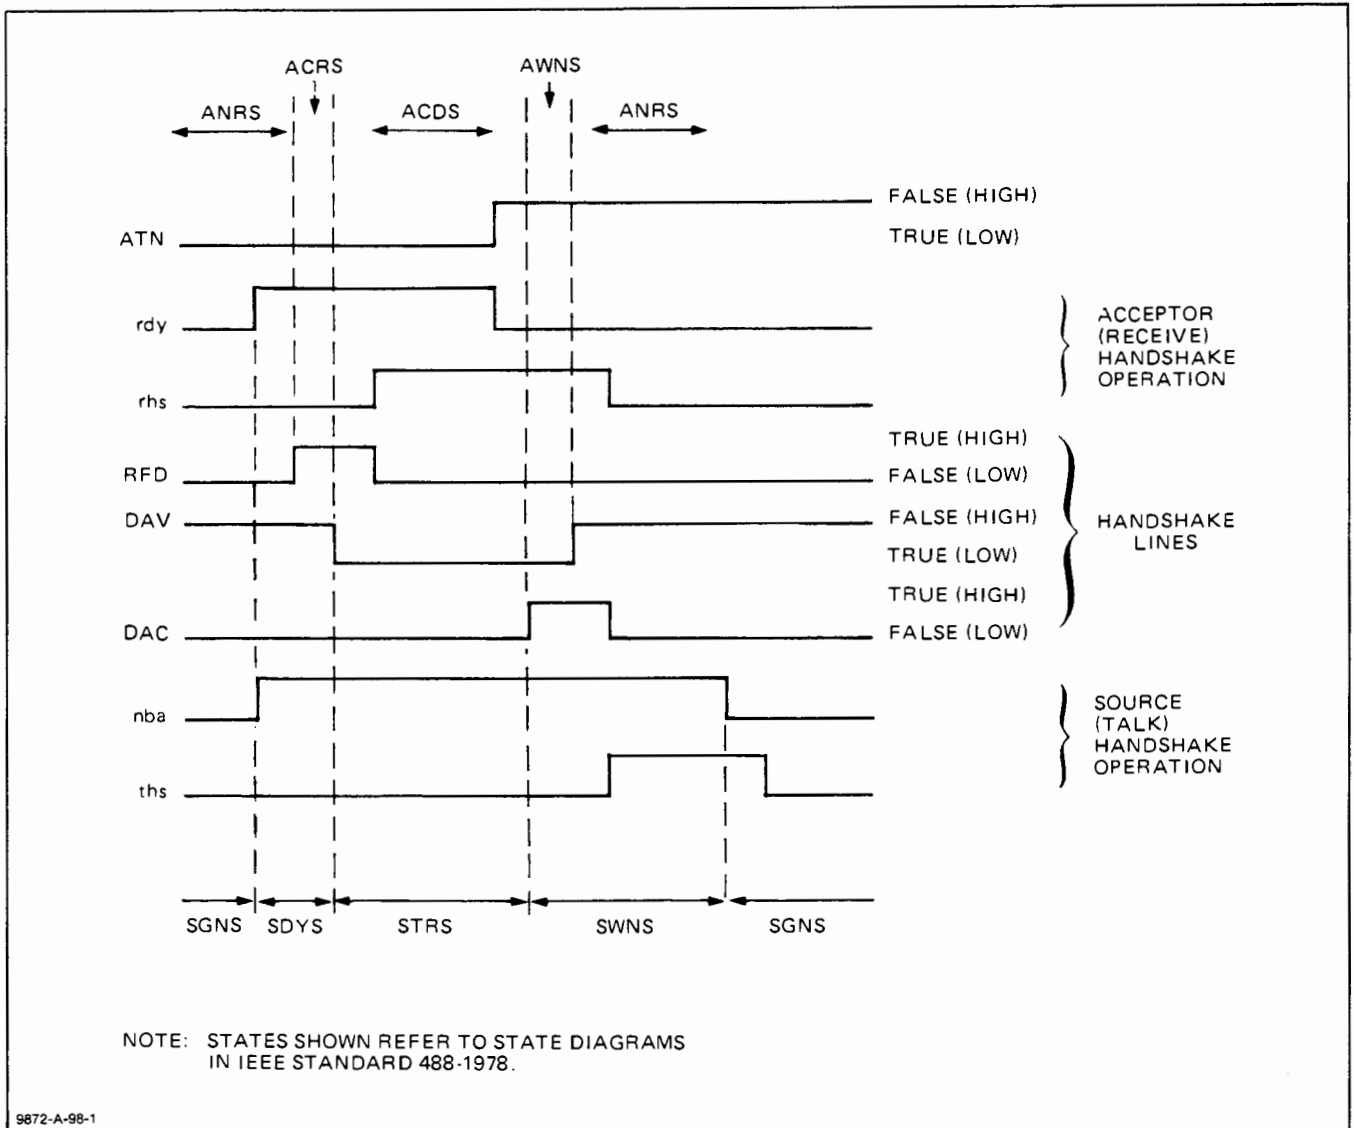 ACRS
AWNS
ANRS
ACDS
ANRS
ATN
FALSE (HIGH)
TRUE (LOW)
rdy
rhs
ACCEPTOR
(RECEIVE)
HANDSHAKE
OPERATION
RFD
TRUE (HIGH)
FALSE (LOW)
DAV
FALSE (HIGH)
TRUE (LOW)
HANDSHAKE
LINES
DAC
TRUE (HIGH)
FALSE (LOW)
nba
ths
SOURCE
(TALK)
HANDSHAKE
OPERATION
SGNS SDYS STRS SWNS SGNS
NOTE: STATES SHOWN REFER TO STATE DIAGRAMS
IN IEEE STANDARD 488-1978.
9872-A-98-1